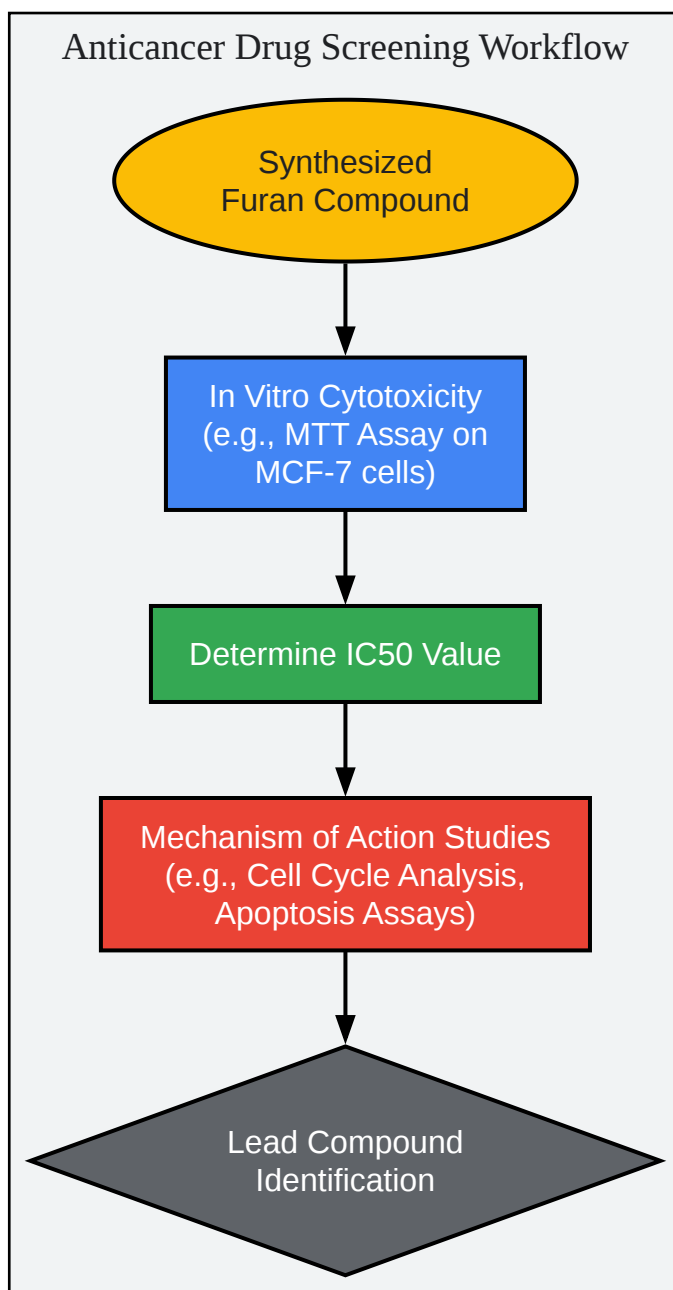 Anticancer Drug Screening Workflow
Synthesized
Furan Compound
In Vitro Cytotoxicity
(e.g., MTT Assay on
MCF-7 cells)
Determine IC50 Value
Mechanism of Action Studies
(e.g., Cell Cycle Analysis,
Apoptosis Assays)
Lead Compound
Identification